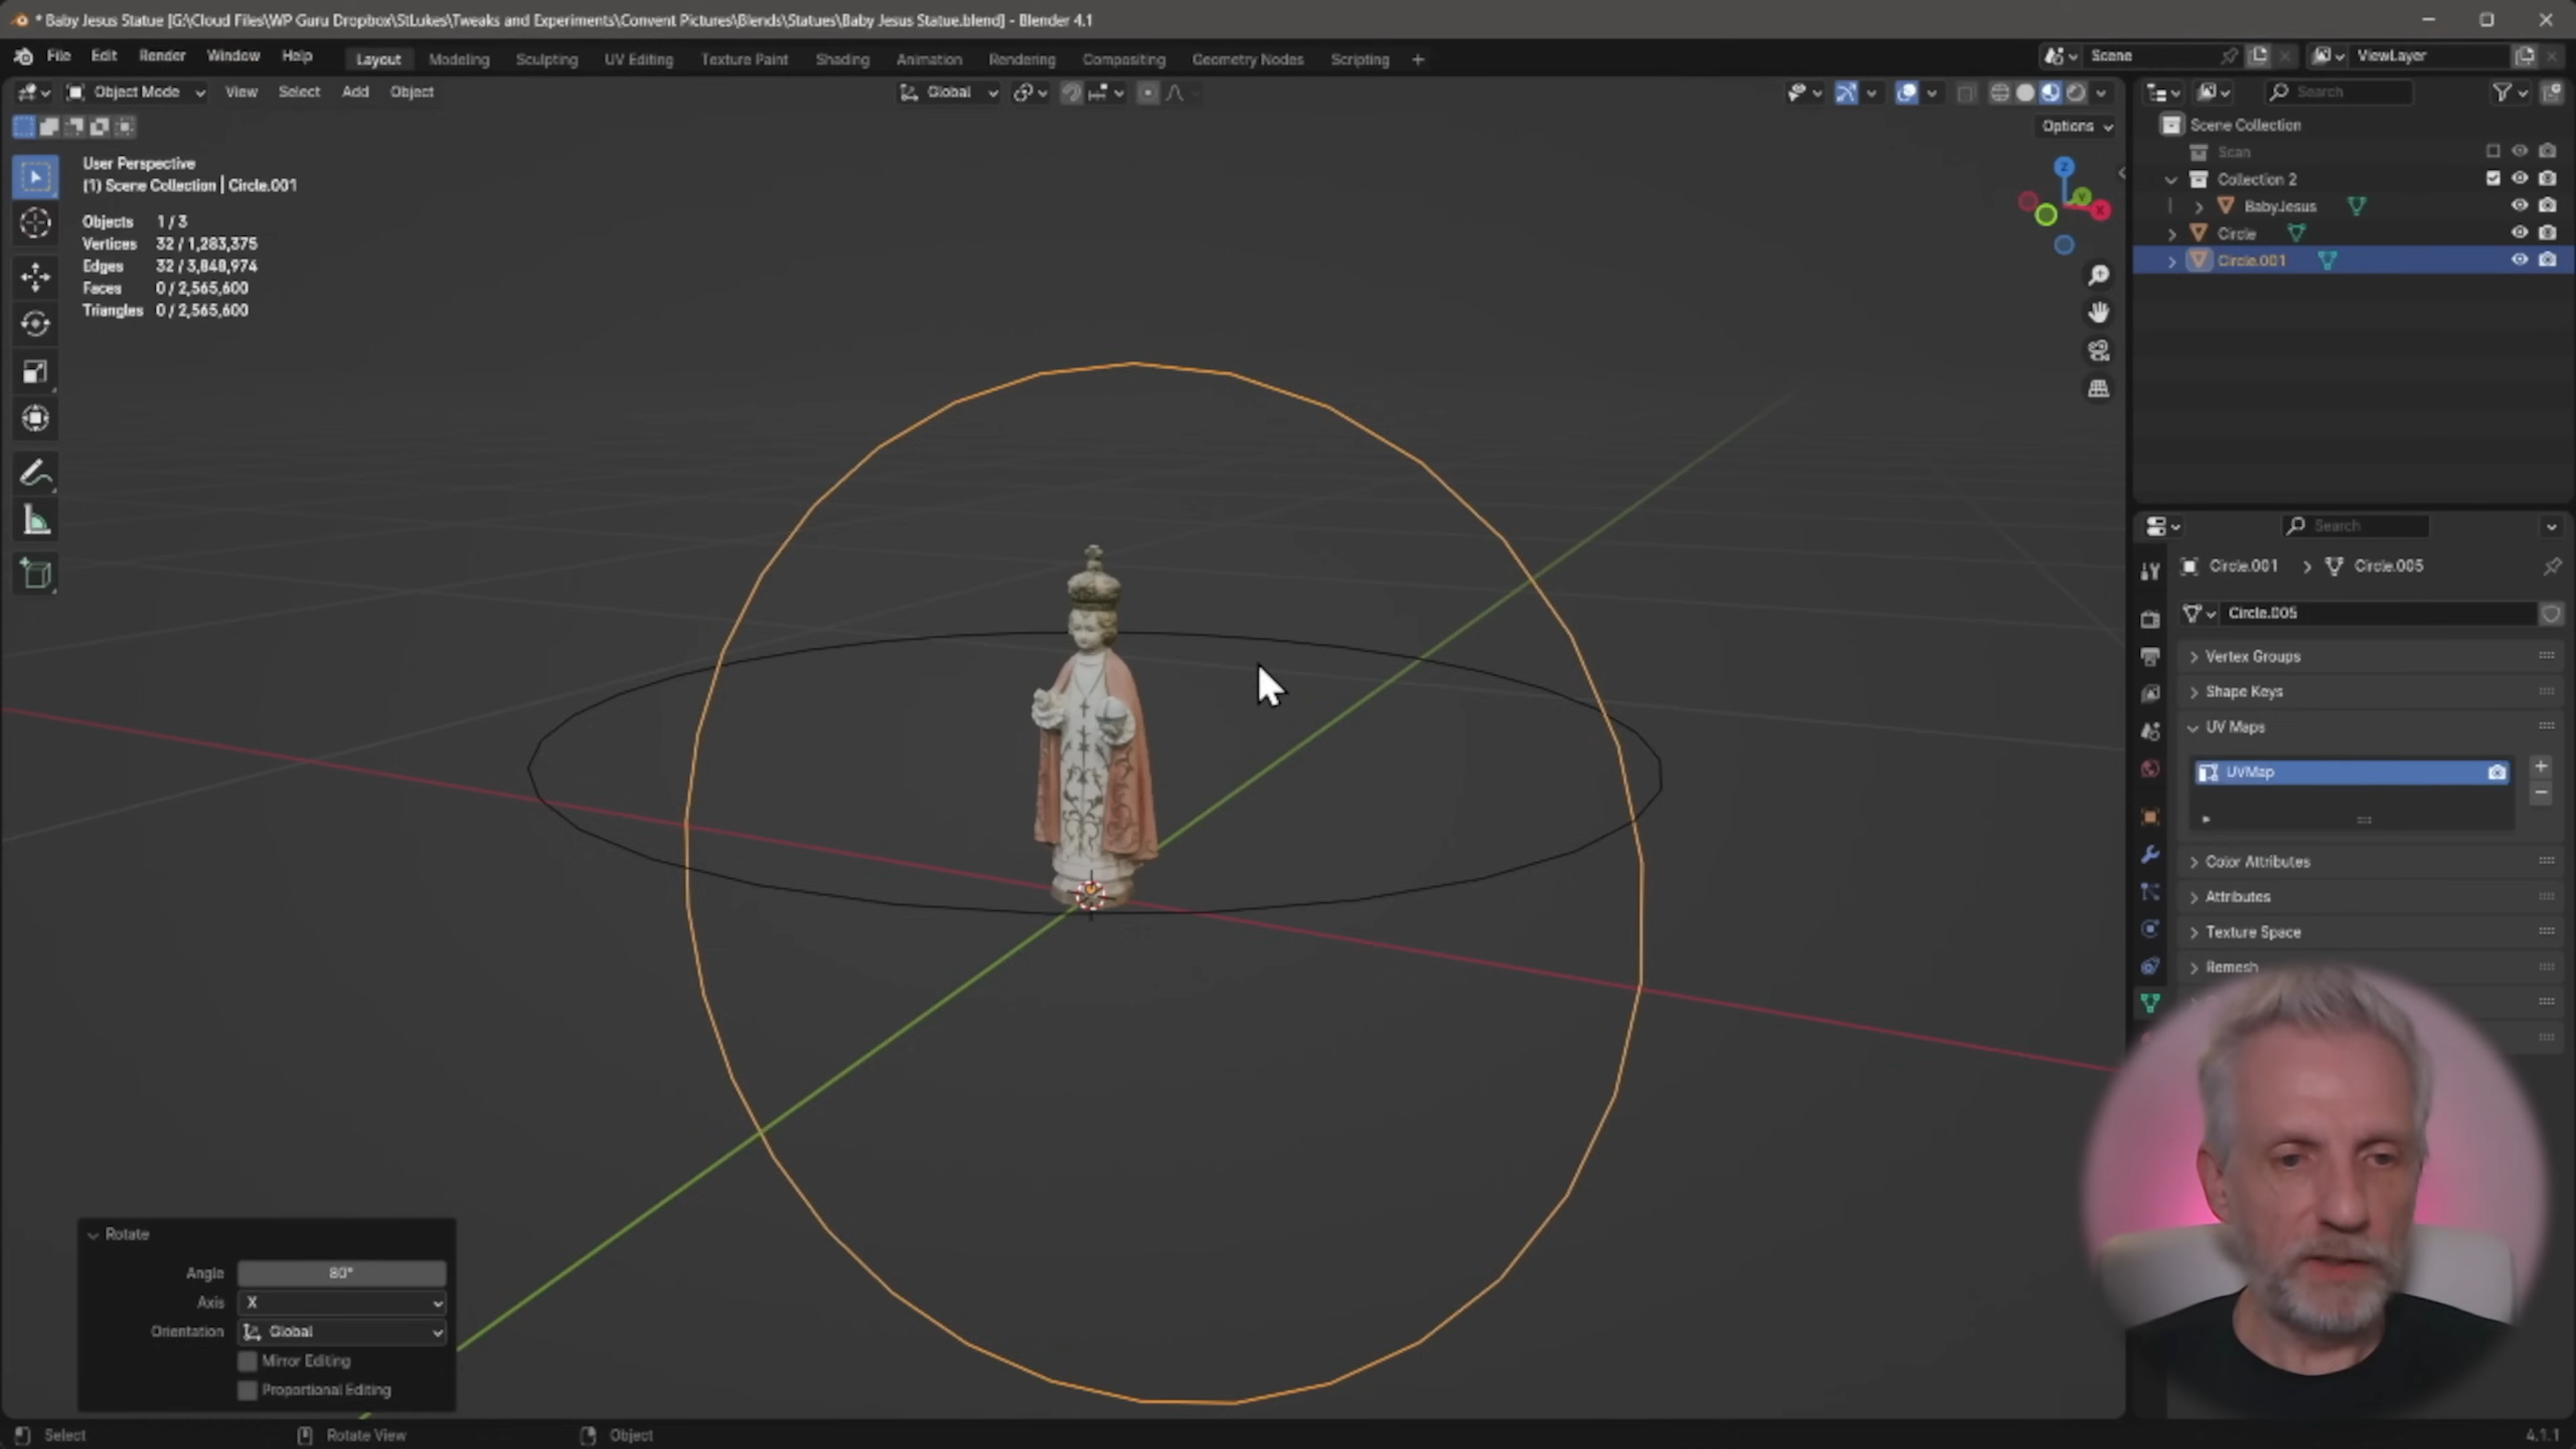 * Baby Jesus Statue [G:\Cloud Files\WP Guru Dropbox\StLukes\Tweaks and Experiments\Convent Pictures\Blends\Statues\Baby Jesus Statue.blend] - Blender 4.1
File Edit Render Window Help Layout Modeling Sculpting UV Editing Texture Paint Shading Animation Rendering Compositing Geometry Nodes Scripting + Scene ViewLayer
Object Mode View Select Add Object Global Search
Options
User Perspective
(1) Scene Collection | Circle.001
Objects 1 / 3
Vertices 32 / 1,283,375
Edges 32 / 3,848,974
Faces 0 / 2,565,600
Triangles 0 / 2,565,600
Z
Y
X
Scene Collection
Scan
Collection 2
BabyJesus
Circle
Circle.001
Search
Circle.001 > Circle.005
Circle.005
Vertex Groups
Shape Keys
UV Maps
UVMap
Color Attributes
Attributes
Texture Space
Remesh
Rotate
Angle 80°
Axis X
Orientation Global
Mirror Editing
Proportional Editing
Select Rotate View Object 4.1.1